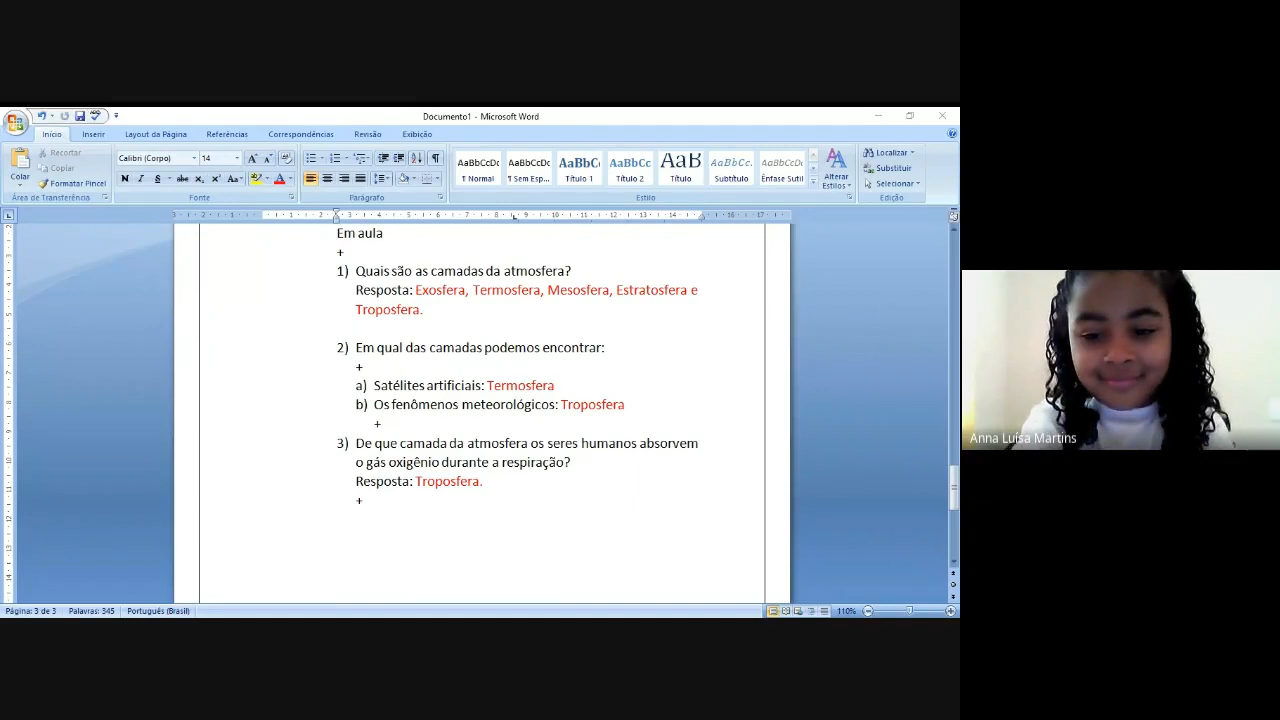 Documento1 - Microsoft Word
Início Inserir Layout da Página Referências Correspondências Revisão Exibição
Colar
Recortar
Copiar
Formatar Pincel
Área de Transferência
Calibri (Corpo) 14
N I S abc x₂ x² Aa
Fonte
Parágrafo
AaBbCcDc AaBbCcDc AaBbC AaBbCc AaB AaBbCc. AaBbCcDc
¶ Normal ¶ Sem Esp... Título 1 Título 2 Título Subtítulo Ênfase Sutil
Alterar Estilos
Estilo
Localizar
Substituir
Selecionar
Edição
Em aula
+
1) Quais são as camadas da atmosfera?
Resposta: Exosfera, Termosfera, Mesosfera, Estratosfera e
Troposfera.
2) Em qual das camadas podemos encontrar:
+
a) Satélites artificiais: Termosfera
b) Os fenômenos meteorológicos: Troposfera
+
3) De que camada da atmosfera os seres humanos absorvem
o gás oxigênio durante a respiração?
Resposta: Troposfera.
+
Página: 3 de 3 Palavras: 345 Português (Brasil) 110%
Anna Luísa Martins